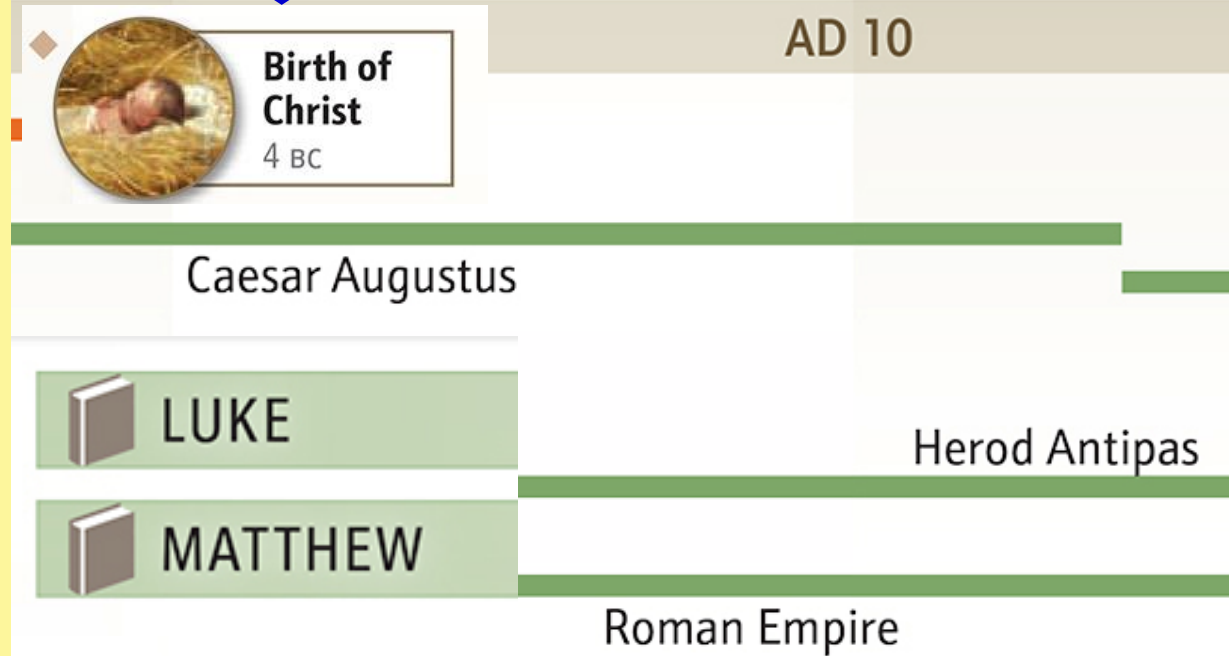 AD 10
Birth of
Christ
4 BC
Caesar Augustus
LUKE
Herod Antipas
MATTHEW
Roman Empire